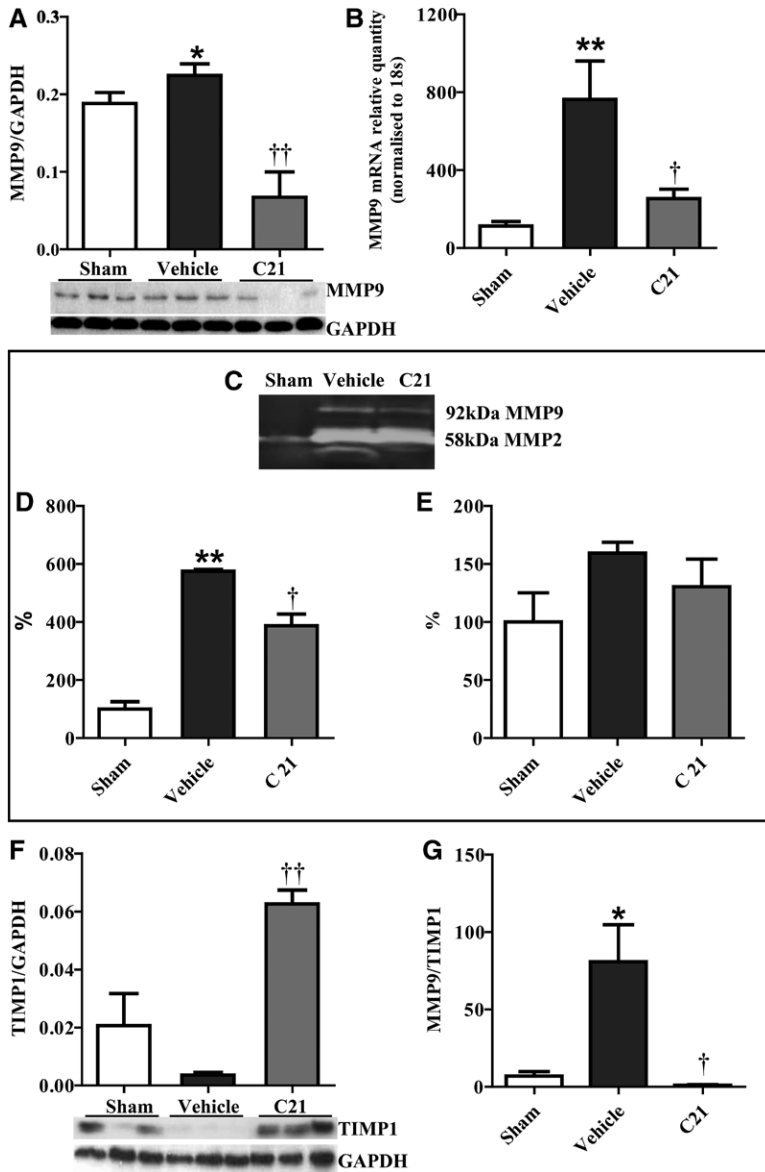 A
MMP9/GAPDH
0.3
0.2
0.1
0.0
*
††
Sham Vehicle C21
MMP9
GAPDH
B
MMP9 mRNA relative quantity
(normalised to 18s)
1200
800
400
0
**
†
Sham
Vehicle
C21
C
Sham Vehicle C21
92kDa MMP9
58kDa MMP2
D
%
800
600
400
200
0
**
†
Sham
Vehicle
C 21
E
%
200
150
100
50
0
Sham
Vehicle
C 21
F
TIMP1/GAPDH
0.08
0.06
0.04
0.02
0.00
††
Sham Vehicle C21
TIMP1
GAPDH
G
MMP9/TIMP1
150
100
50
0
*
†
Sham
Vehicle
C21